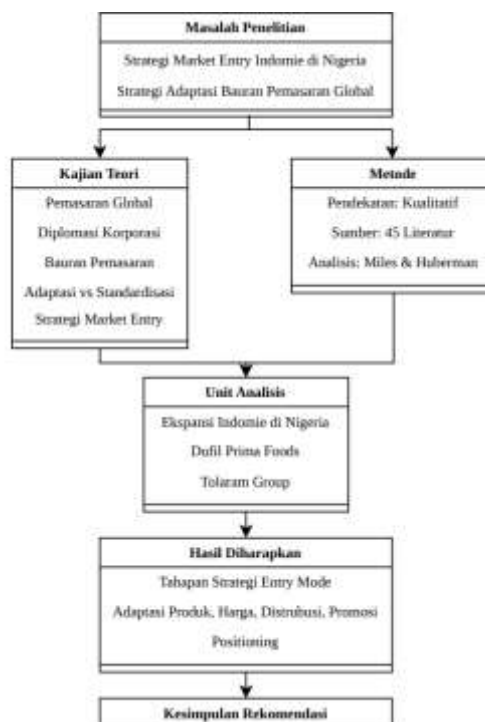 Masalah Penelitian
Strategi Market Entry Indomie di Nigeria
Strategi Adaptasi Bauran Pemasaran Global
Kajian Teori
Pemasaran Global
Diplomasi Korporasi
Bauran Pemasaran
Adaptasi vs Standardisasi
Strategi Market Entry
Metode
Pendekatan: Kualitatif
Sumber: 45 Literatur
Analisis: Miles & Huberman
Unit Analisis
Ekspansi Indomie di Nigeria
Dufil Prima Foods
Tolaram Group
Hasil Diharapkan
Tahapan Strategi Entry Mode
Adaptasi Produk, Harga, Distrubusi, Promosi
Positioning
Kesimpulan Rekomendasi